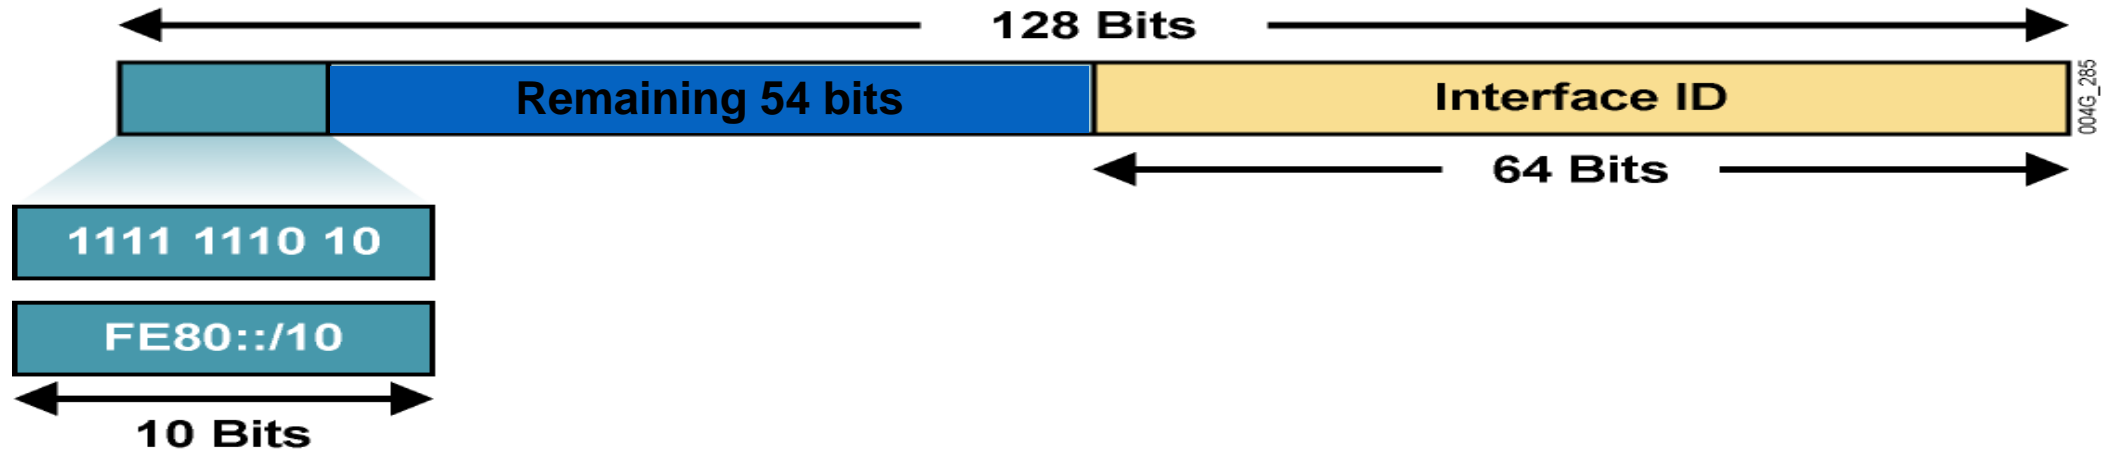 128 Bits
Remaining 54 bits
Interface ID
004G_285
64 Bits
1111 1110 10
FE80::/10
10 Bits